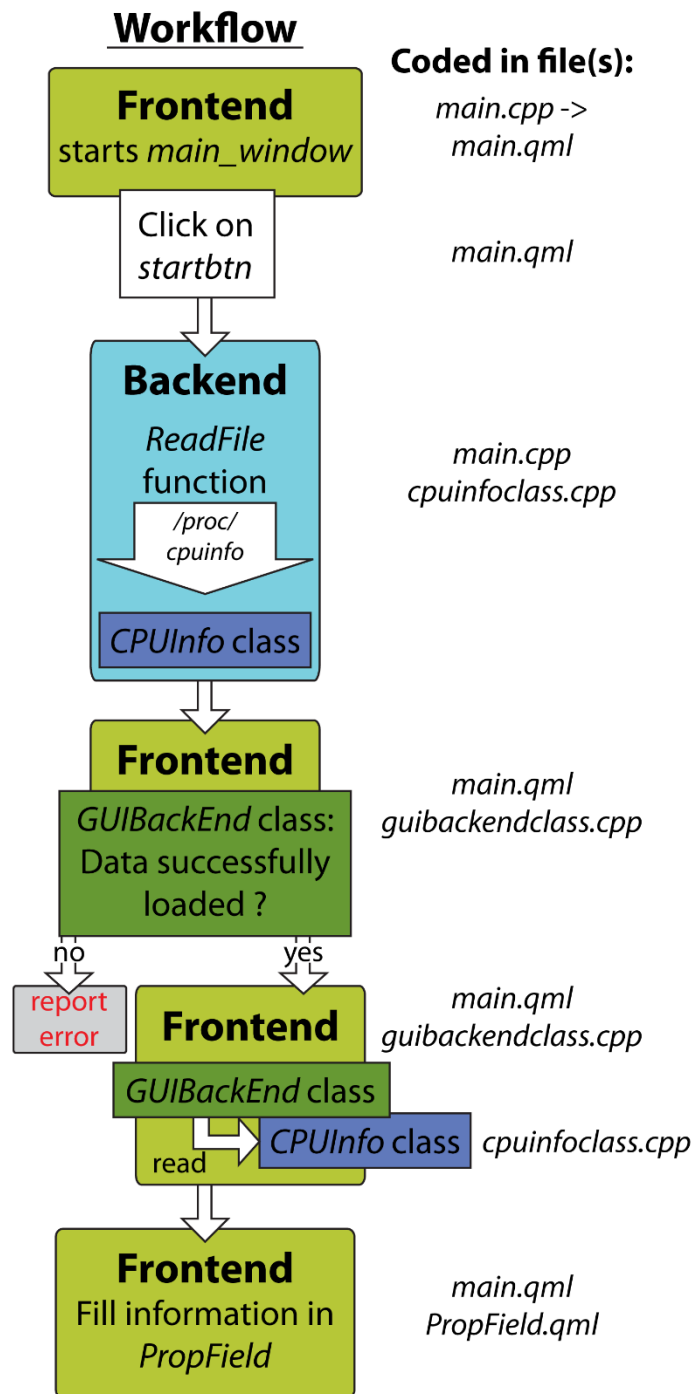 Workflow
Coded in file(s):
Frontend
starts main_window
main.cpp ->
main.qml
Click on
startbtn
main.qml
Backend
ReadFile
function
/proc/
cpuinfo
CPUInfo class
main.cpp
cpuinfoclass.cpp
Frontend
GUIBackEnd class:
Data successfully
loaded ?
main.qml
guibackendclass.cpp
no
yes
report
error
Frontend
GUIBackEnd class
main.qml
guibackendclass.cpp
read
CPUInfo class
cpuinfoclass.cpp
Frontend
Fill information in
PropField
main.qml
PropField.qml